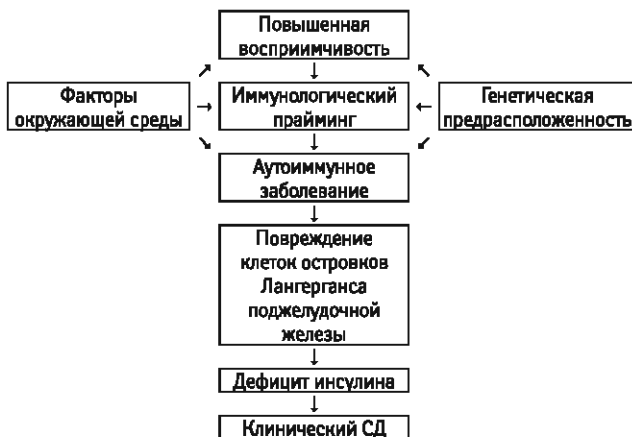 Повышенная
восприимчивость
Факторы
окружающей среды
Иммунологический
прайминг
Генетическая
предрасположенность
Аутоиммунное
заболевание
Повреждение
клеток островков
Лангерганса
поджелудочной
железы
Дефицит инсулина
Клинический СД